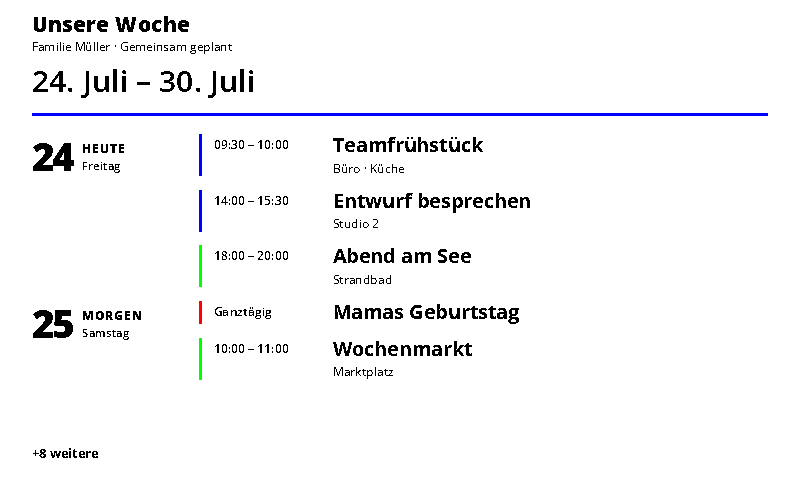 Unsere Woche
Familie Müller · Gemeinsam geplant
24. Juli – 30. Juli
24 HEUTE
Freitag
09:30 – 10:00 Teamfrühstück
Büro · Küche
14:00 – 15:30 Entwurf besprechen
Studio 2
18:00 – 20:00 Abend am See
Strandbad
25 MORGEN
Samstag
Ganztägig Mamas Geburtstag
10:00 – 11:00 Wochenmarkt
Marktplatz
+8 weitere